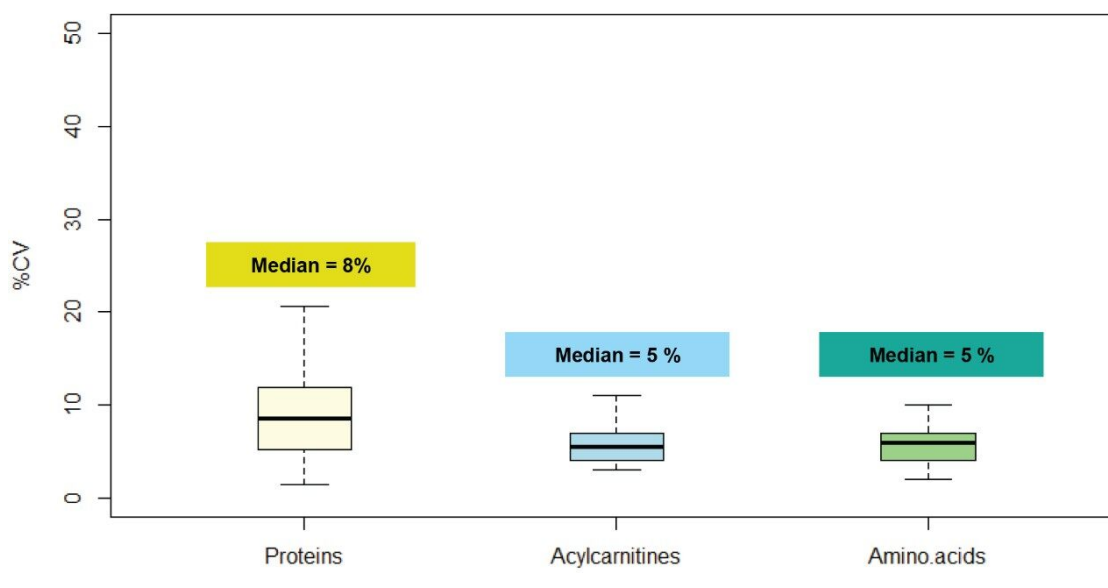 50
40
30
20
10
0
%CV
Median = 8%
Median = 5 %
Median = 5 %
Proteins
Acylcarnitines
Amino.acids